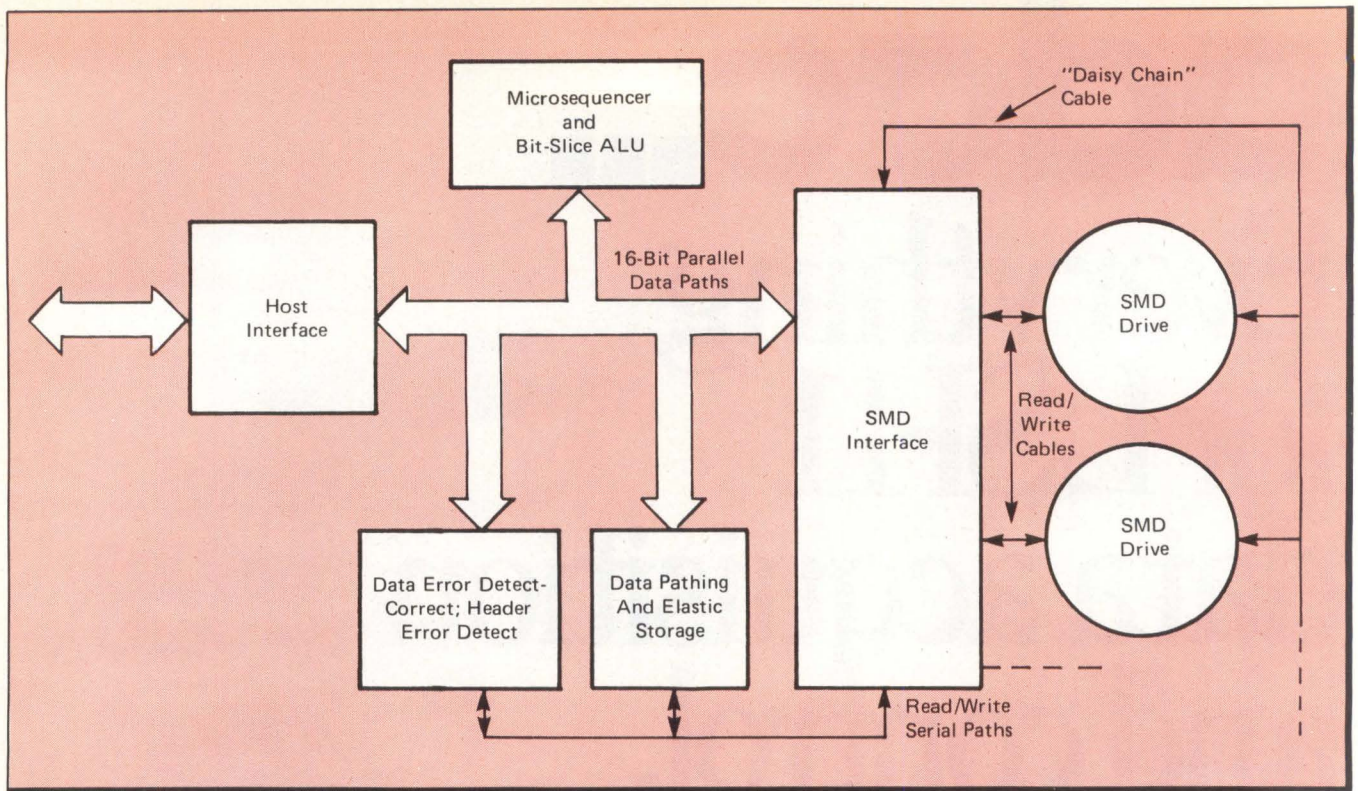 "Daisy Chain"
Cable
Microsequencer
and
Bit-Slice ALU
16-Bit Parallel
Data Paths
Host
Interface
SMD
Interface
SMD
Drive
Read/
Write
Cables
SMD
Drive
Data Error Detect-
Correct; Header
Error Detect
Data Pathing
And Elastic
Storage
Read/Write
Serial Paths